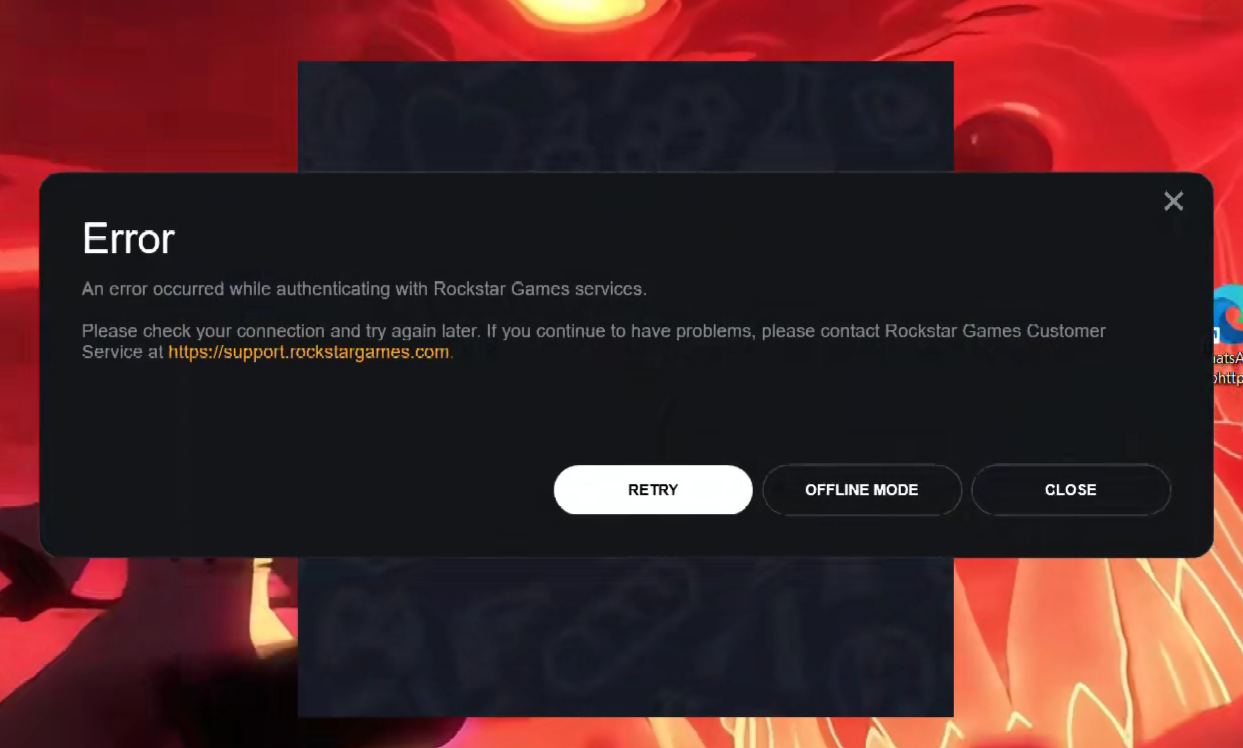 Error
An error occurred while authenticating with Rockstar Games services.
Please check your connection and try again later. If you continue to have problems, please contact Rockstar Games Customer
Service at https://support.rockstargames.com.
RETRY
OFFLINE MODE
CLOSE